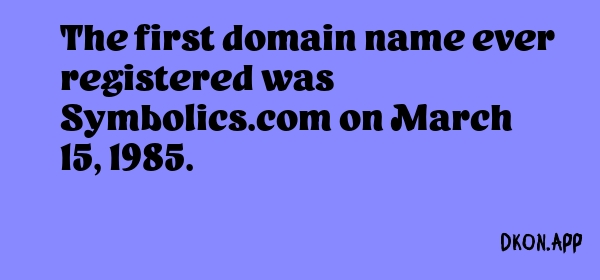 The first domain name ever
registered was
Symbolics.com on March
15, 1985.
DKON.APP